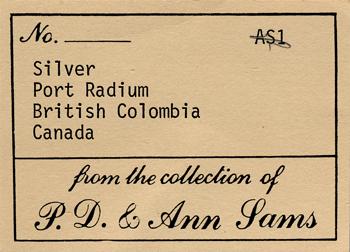 No. AS1
Silver
Port Radium
British Colombia
Canada
from the collection of
P. D. & Ann Sams